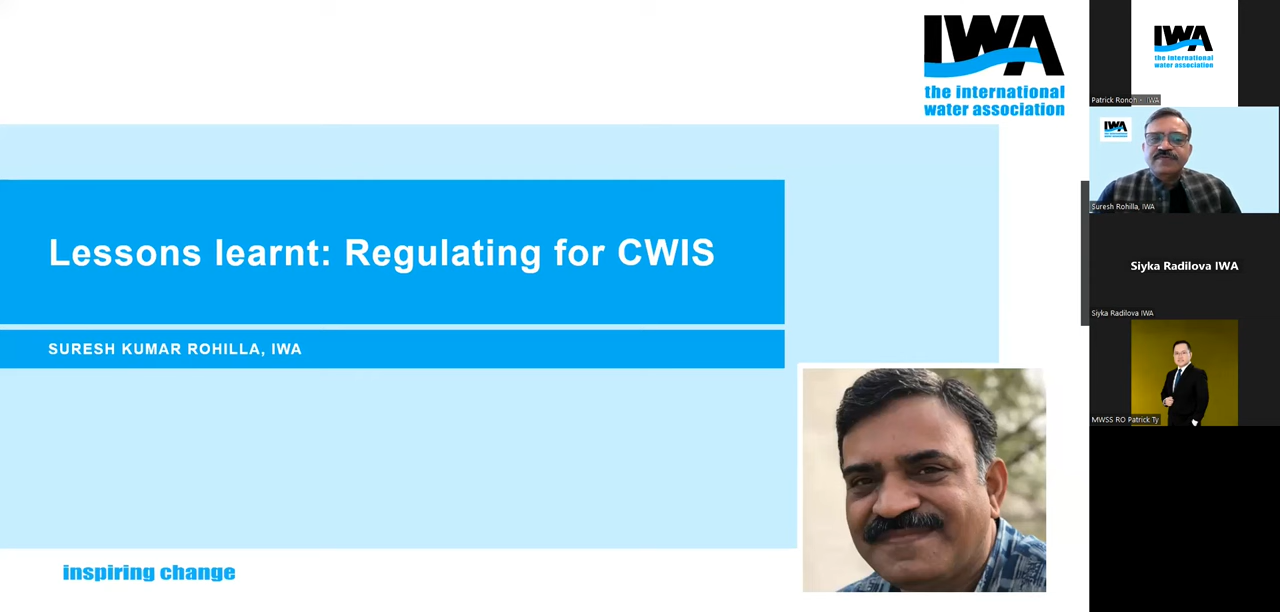 IWA
the international
water association
Lessons learnt: Regulating for CWIS
SURESH KUMAR ROHILLA, IWA
inspiring change
IWA
the international
water association
Patrick Ronoh - IWA
IWA
Suresh Rohilla, IWA
Siyka Radilova IWA
Siyka Radilova IWA
MWSS RO Patrick Ty